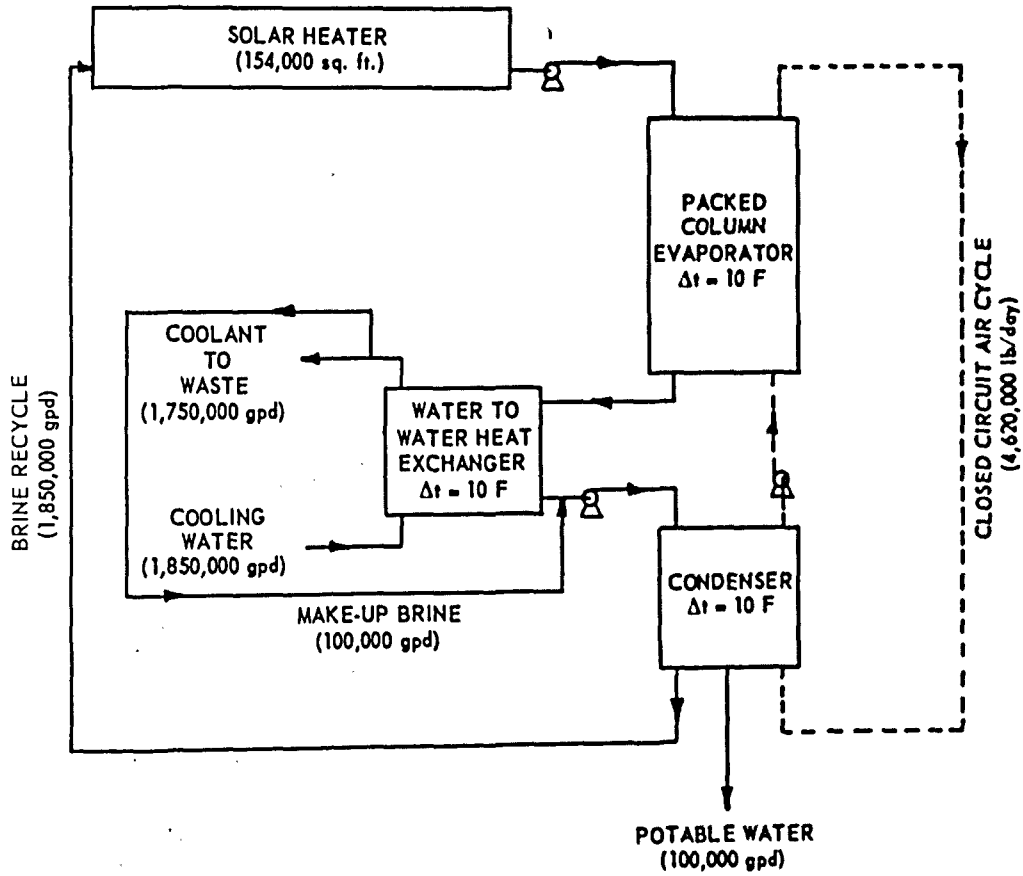 SOLAR HEATER
(154,000 sq. ft.)
PACKED
COLUMN
EVAPORATOR
Δt = 10 F
CLOSED CIRCUIT AIR CYCLE
(4,620,000 lb/day)
COOLANT
TO
WASTE
(1,750,000 gpd)
WATER TO
WATER HEAT
EXCHANGER
Δt = 10 F
BRINE RECYCLE
(1,850,000 gpd)
COOLING
WATER
(1,850,000 gpd)
CONDENSER
Δt = 10 F
MAKE-UP BRINE
(100,000 gpd)
POTABLE WATER
(100,000 gpd)